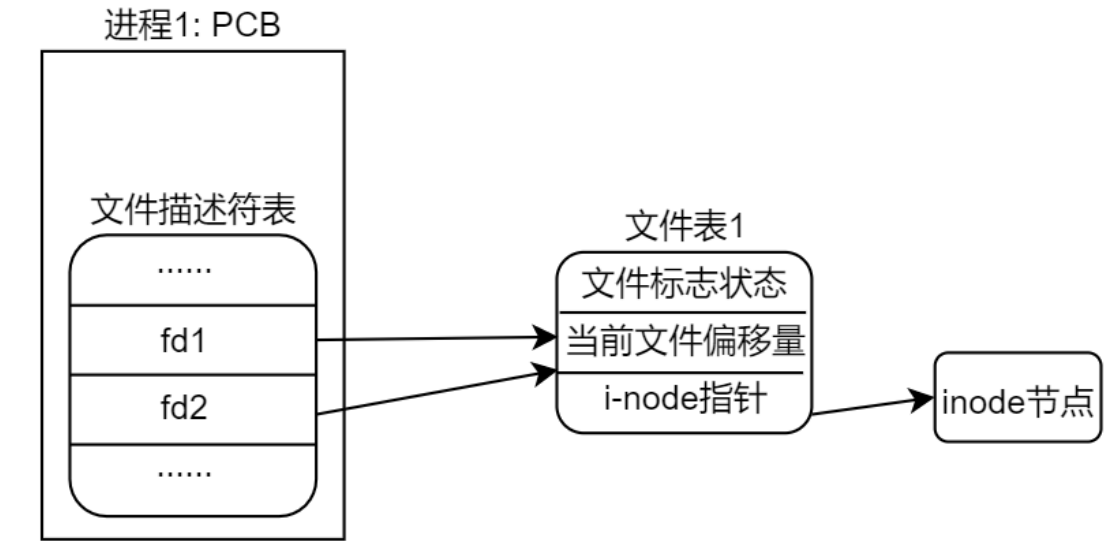 进程1: PCB
文件描述符表
······
fd1
fd2
······
文件表1
文件标志状态
当前文件偏移量
i-node指针
inode节点